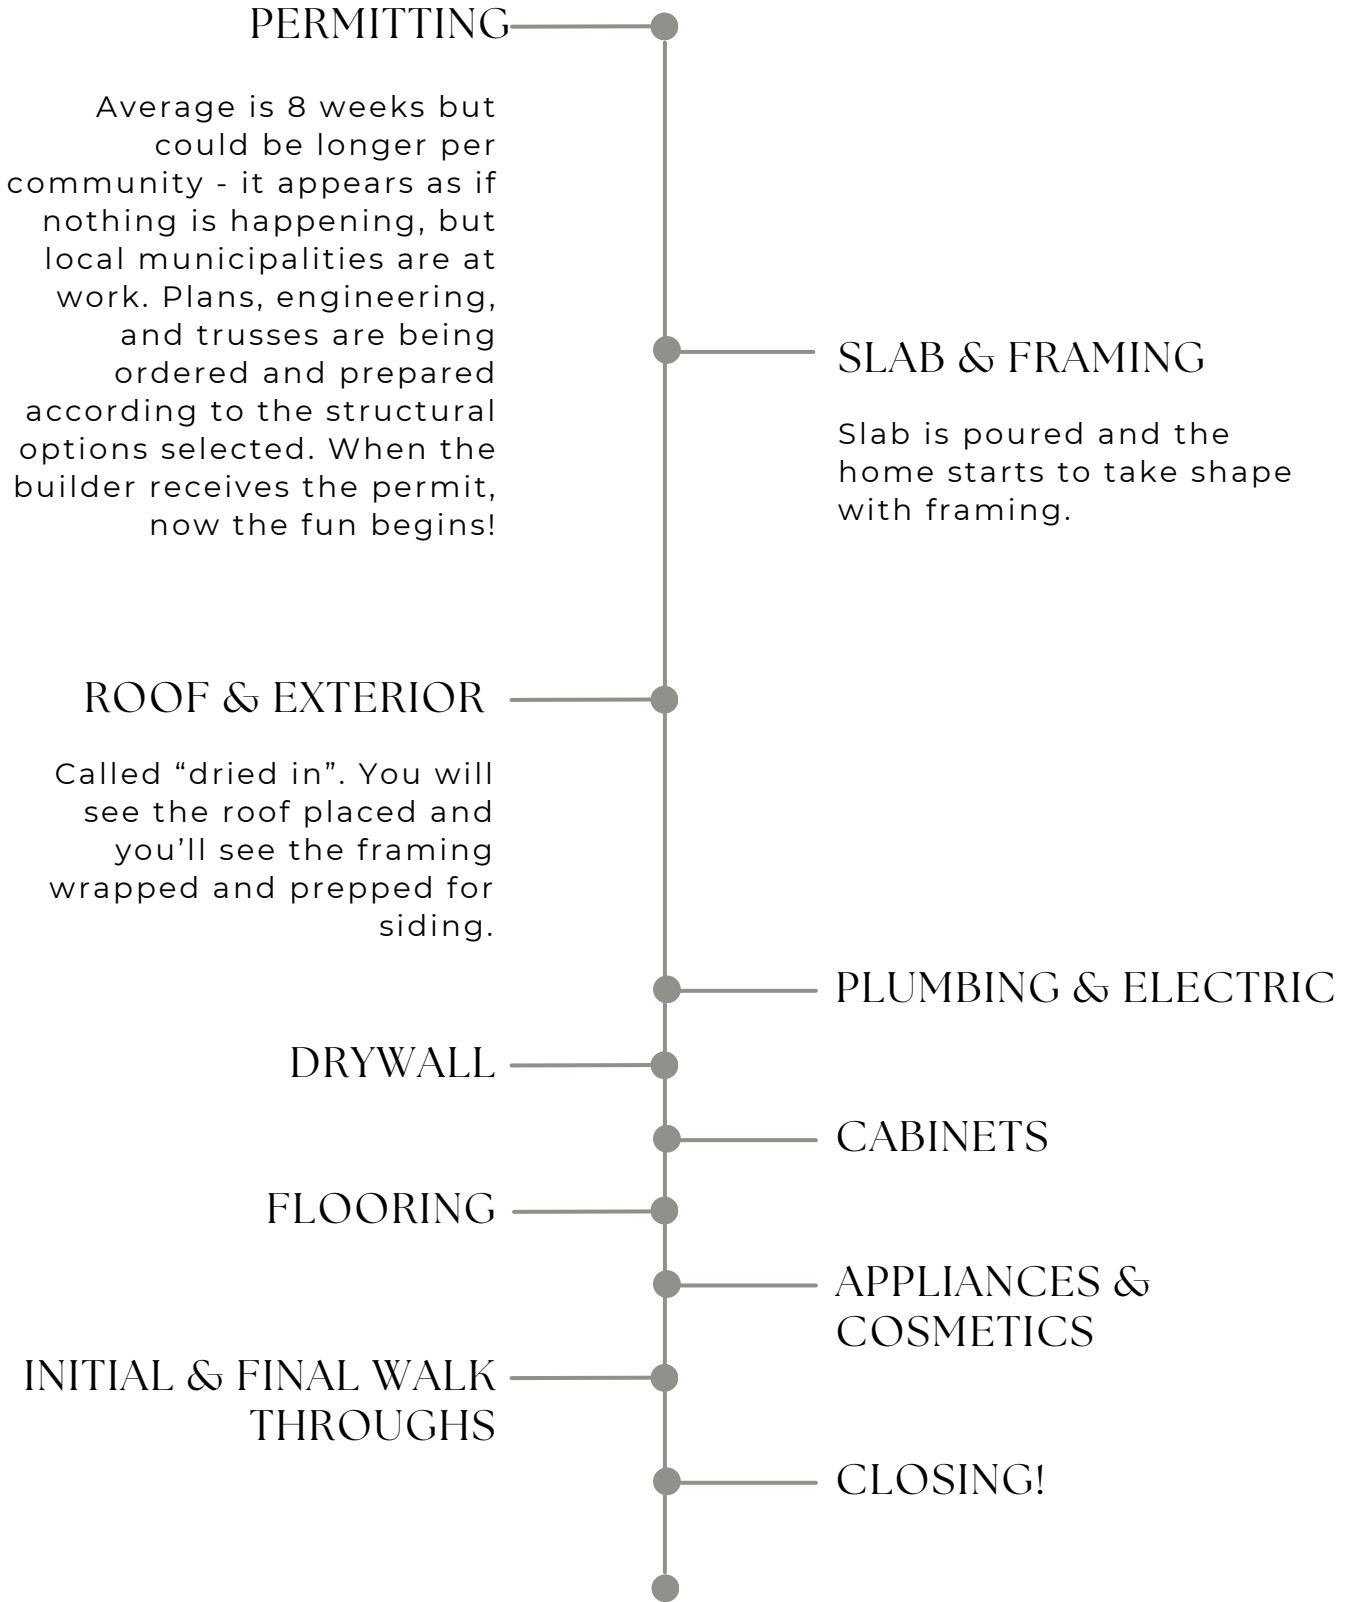 PERMITTING
Average is 8 weeks but
could be longer per
community - it appears as if
nothing is happening, but
local municipalities are at
work. Plans, engineering,
and trusses are being
ordered and prepared
according to the structural
options selected. When the
builder receives the permit,
now the fun begins!
SLAB & FRAMING
Slab is poured and the
home starts to take shape
with framing.
ROOF & EXTERIOR
Called “dried in”. You will
see the roof placed and
you’ll see the framing
wrapped and prepped for
siding.
PLUMBING & ELECTRIC
DRYWALL
CABINETS
FLOORING
APPLIANCES &
COSMETICS
INITIAL & FINAL WALK
THROUGHS
CLOSING!